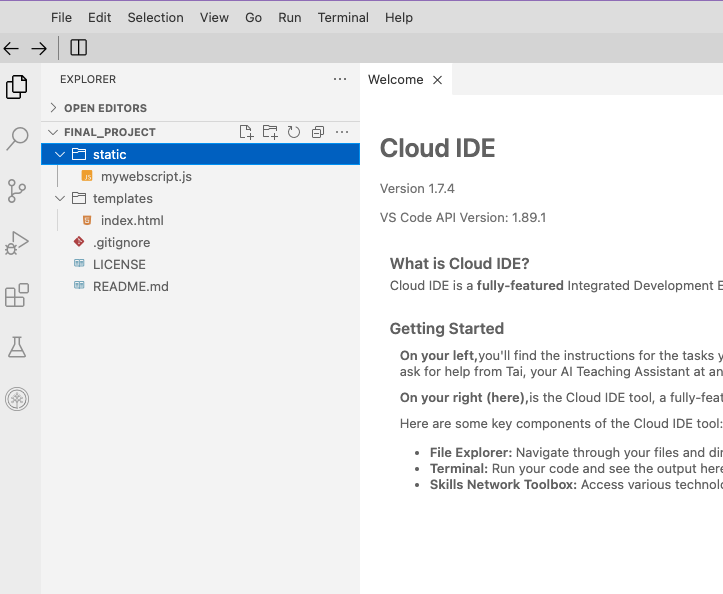 File Edit Selection View Go Run Terminal Help
EXPLORER
Welcome
OPEN EDITORS
FINAL_PROJECT
static
mywebscript.js
templates
index.html
.gitignore
LICENSE
README.md
Cloud IDE
Version 1.7.4
VS Code API Version: 1.89.1
What is Cloud IDE?
Cloud IDE is a fully-featured Integrated Development
Getting Started
On your left,you'll find the instructions for the tasks
ask for help from Tai, your AI Teaching Assistant at
On your right (here),is the Cloud IDE tool, a
Here are some key components of the Cloud IDE tool:
• File Explorer: Navigate through your files and
• Terminal: Run your code and see the output here
• Skills Network Toolbox: Access various